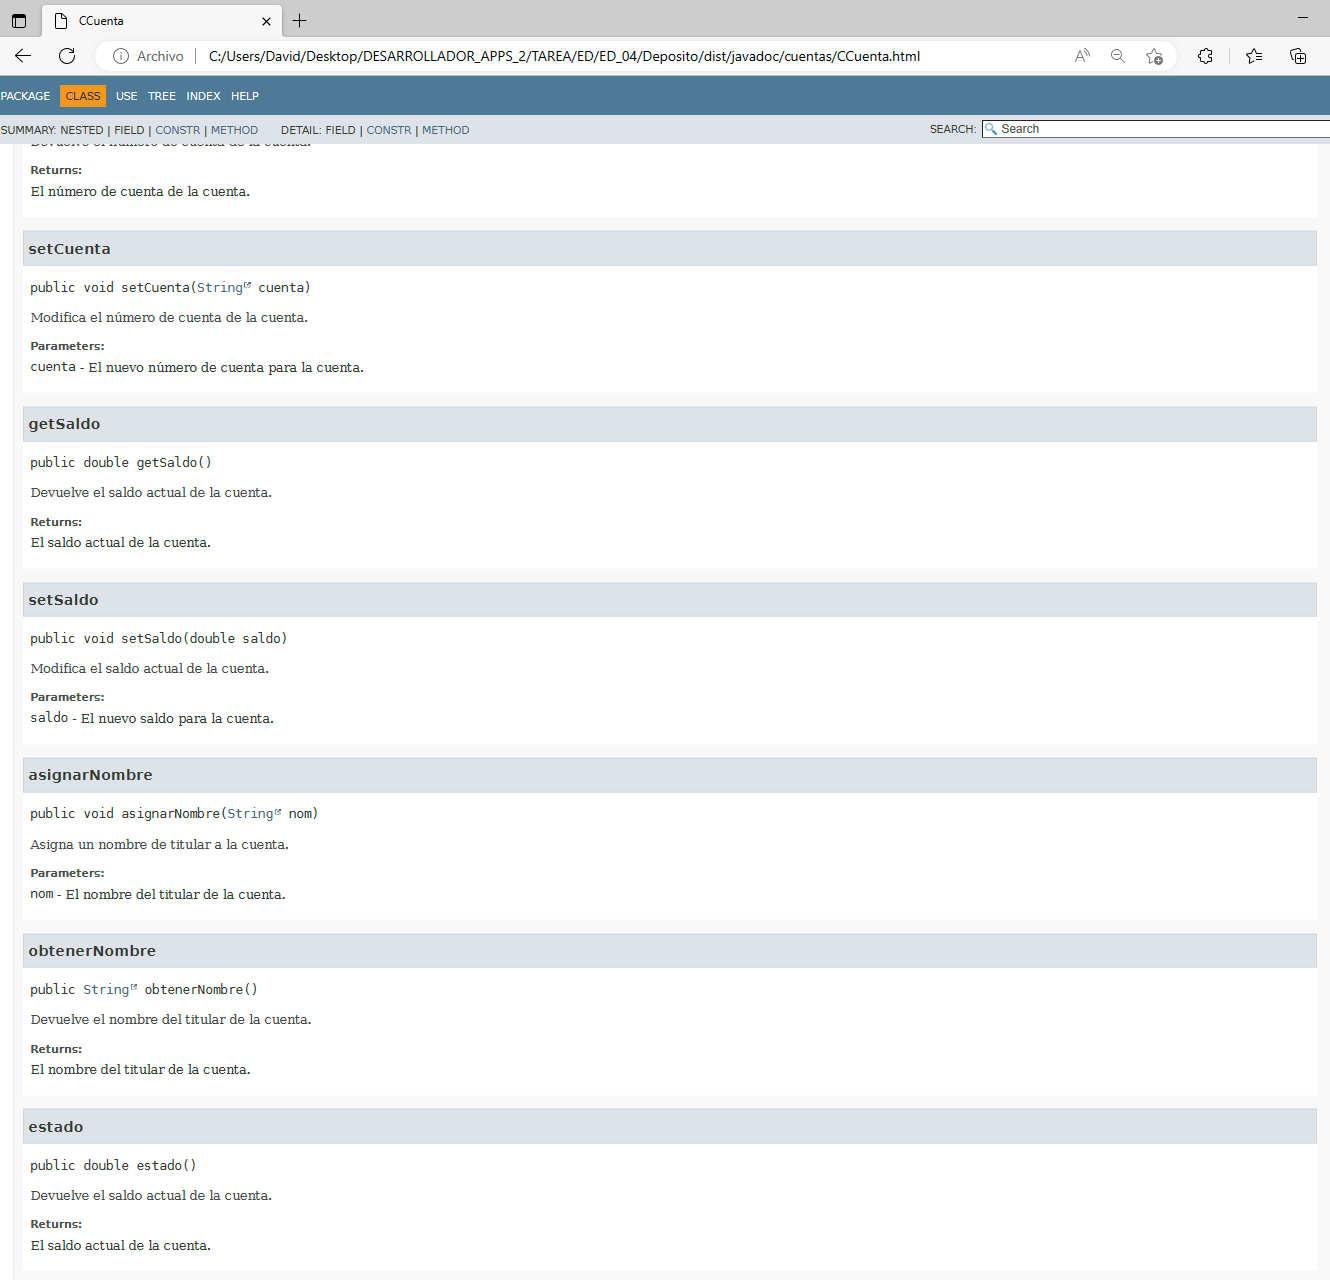 CCuenta
Archivo C:/Users/David/Desktop/DESARROLLADOR_APPS_2/TAREA/ED/ED_04/Deposito/dist/javadoc/cuentas/CCuenta.html
PACKAGE CLASS USE TREE INDEX HELP
SUMMARY: NESTED | FIELD | CONSTR | METHOD DETAIL: FIELD | CONSTR | METHOD SEARCH: Search
Devuelve el número de cuenta de la cuenta.
Returns:
El número de cuenta de la cuenta.
setCuenta
public void setCuenta(String cuenta)
Modifica el número de cuenta de la cuenta.
Parameters:
cuenta - El nuevo número de cuenta para la cuenta.
getSaldo
public double getSaldo()
Devuelve el saldo actual de la cuenta.
Returns:
El saldo actual de la cuenta.
setSaldo
public void setSaldo(double saldo)
Modifica el saldo actual de la cuenta.
Parameters:
saldo - El nuevo saldo para la cuenta.
asignarNombre
public void asignarNombre(String nom)
Asigna un nombre de titular a la cuenta.
Parameters:
nom - El nombre del titular de la cuenta.
obtenerNombre
public String obtenerNombre()
Devuelve el nombre del titular de la cuenta.
Returns:
El nombre del titular de la cuenta.
estado
public double estado()
Devuelve el saldo actual de la cuenta.
Returns:
El saldo actual de la cuenta.